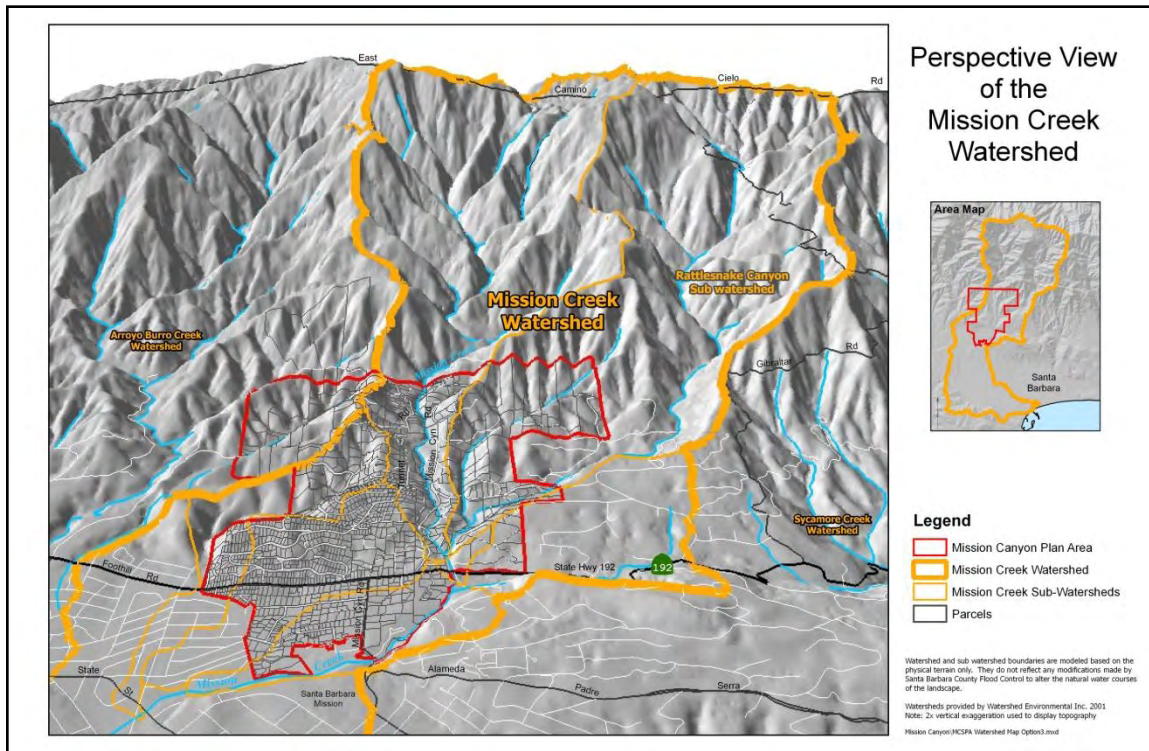 Perspective View
of the
Mission Creek
Watershed
East
Camino
Cielo
Rd
Rattlesnake Canyon
Sub watershed
Mission Creek
Watershed
Arroyo Burro Creek
Watershed
Gibraltar
Rd
Rd
Tunnel
Mission Cyn Rd
Sycamore Creek
Watershed
Foothill
Rd
State Hwy 192
192
Mission Cyn Rd
State
St
Mission
Creek
Santa Barbara
Mission
Alameda
Padre
Serra
Area Map
Santa
Barbara
Legend
Mission Canyon Plan Area
Mission Creek Watershed
Mission Creek Sub-Watersheds
Parcels
Watershed and sub watershed boundaries are modeled based on the
physical terrain only. They do not reflect any modifications made by
Santa Barbara County Flood Control to alter the natural water courses
of the landscape.
Watersheds provided by Watershed Environmental Inc. 2001
Note: 2x vertical exaggeration used to display topography
Mission Canyon\MCSPA Watershed Map Option3.mxd